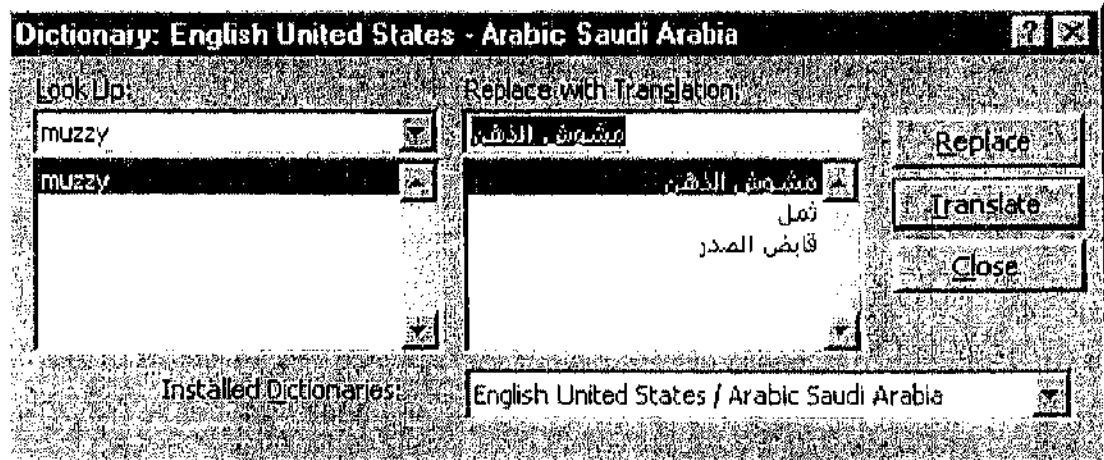 Dictionary: English United States - Arabic Saudi Arabia
Look Up:
Replace with Translation:
muzzy
مشوش الذهن
Replace
muzzy
مشوش الذهن
ثمل
قابض الصدر
Translate
Close
Installed Dictionaries:
English United States / Arabic Saudi Arabia